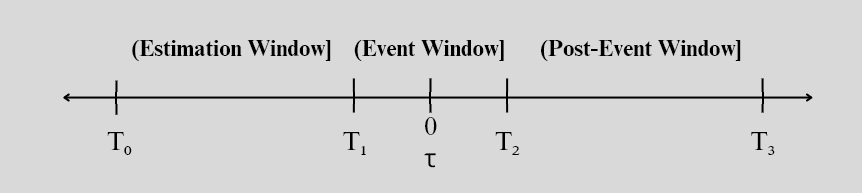 (Estimation Window] (Event Window] (Post-Event Window]
0
T₀ T₁ T₂ T₃
τ